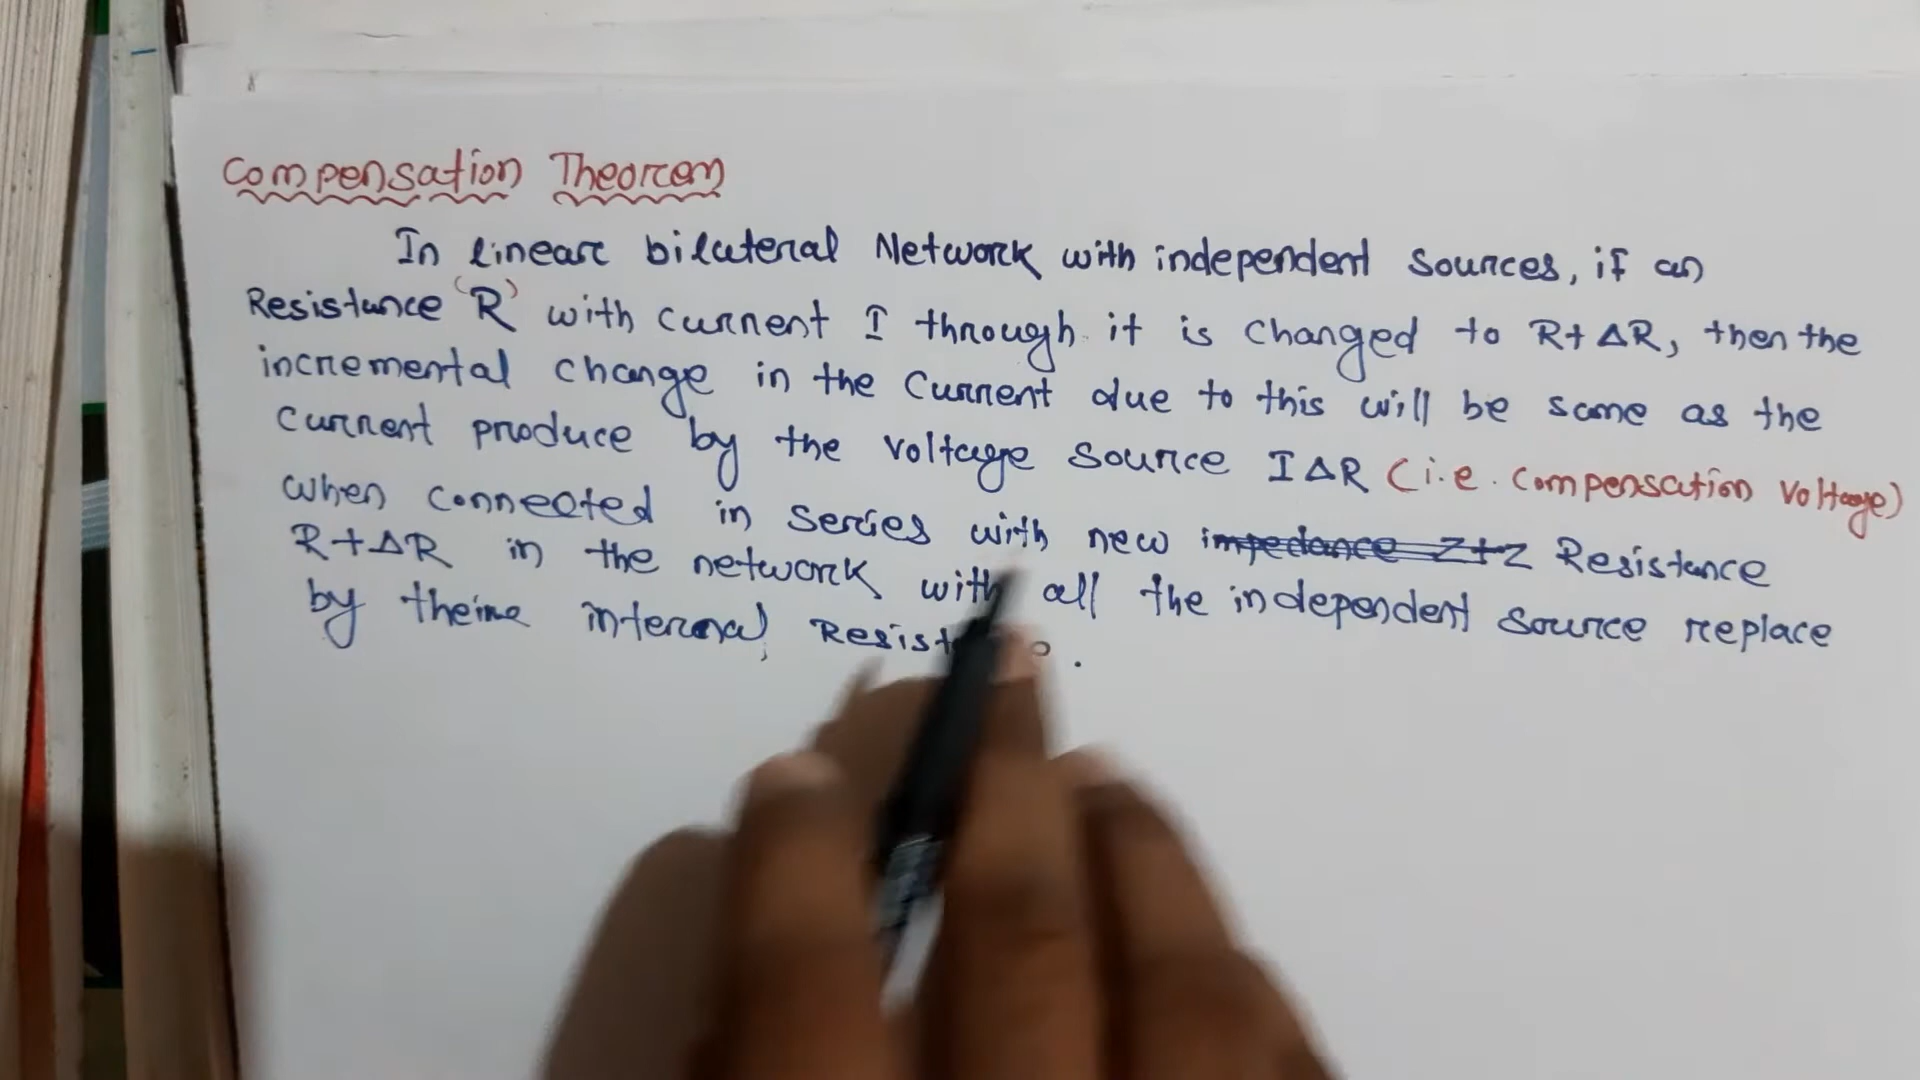 Compensation Theorem
In linear bilateral Network with independent Sources, if an
Resistance (R) with current I through it is changed to R+ΔR, then the
incremental change in the current due to this will be same as the
current produce by the voltage source IΔR (i.e. compensation voltage)
when connected in series with new impedance Z+Z Resistance
R+ΔR in the network with all the independent source replace
by their internal